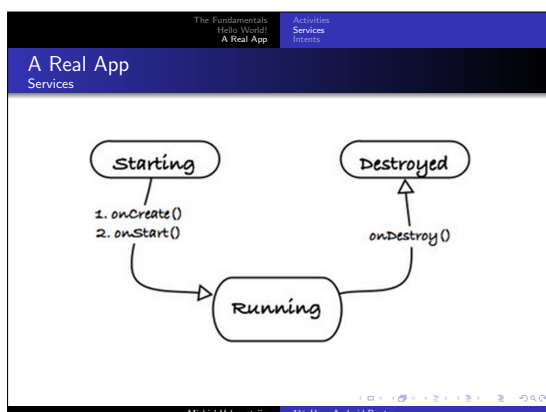 The Fundamentals
Hello World!
A Real App
Activities
Services
Intents
A Real App
Services
Starting
Destroyed
1. onCreate()
2. onStart()
onDestroy()
Running